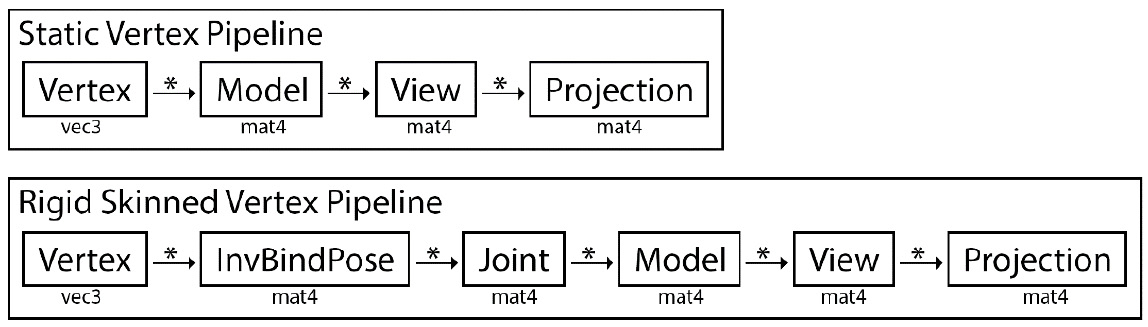 Static Vertex Pipeline
Vertex * Model * View * Projection
vec3 mat4 mat4 mat4
Rigid Skinned Vertex Pipeline
Vertex * InvBindPose * Joint * Model * View * Projection
vec3 mat4 mat4 mat4 mat4 mat4